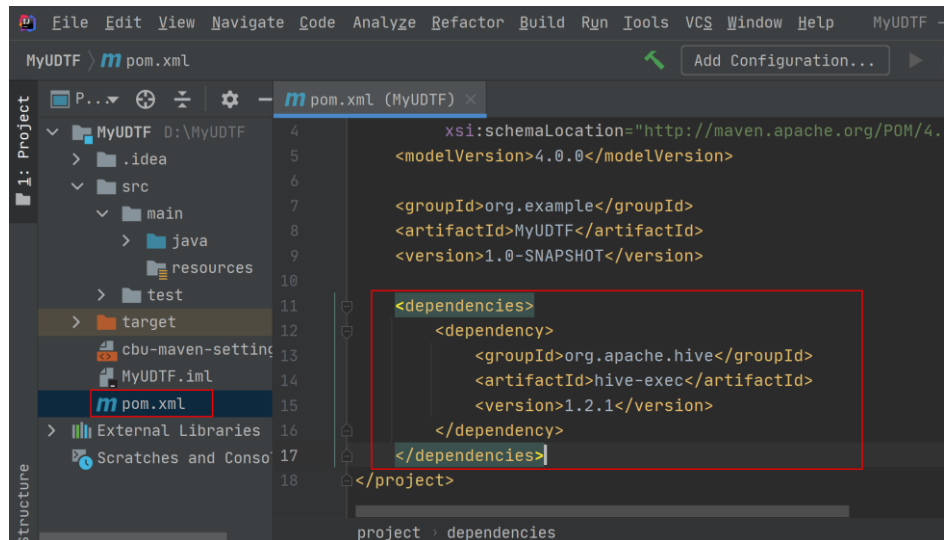 File Edit View Navigate Code Analyze Refactor Build Run Tools VCS Window Help MyUDTF -
MyUDTF pom.xml Add Configuration...
1: Project
P... pom.xml (MyUDTF)
MyUDTF D:\MyUDTF
.idea
src
main
java
resources
test
target
cbu-maven-setting
MyUDTF.iml
pom.xml
External Libraries
Scratches and Conso
4 xsi:schemaLocation="http://maven.apache.org/POM/4.
5 <modelVersion>4.0.0</modelVersion>
6
7 <groupId>org.example</groupId>
8 <artifactId>MyUDTF</artifactId>
9 <version>1.0-SNAPSHOT</version>
10
11 <dependencies>
12 <dependency>
13 <groupId>org.apache.hive</groupId>
14 <artifactId>hive-exec</artifactId>
15 <version>1.2.1</version>
16 </dependency>
17 </dependencies>
18 </project>
project › dependencies
structure